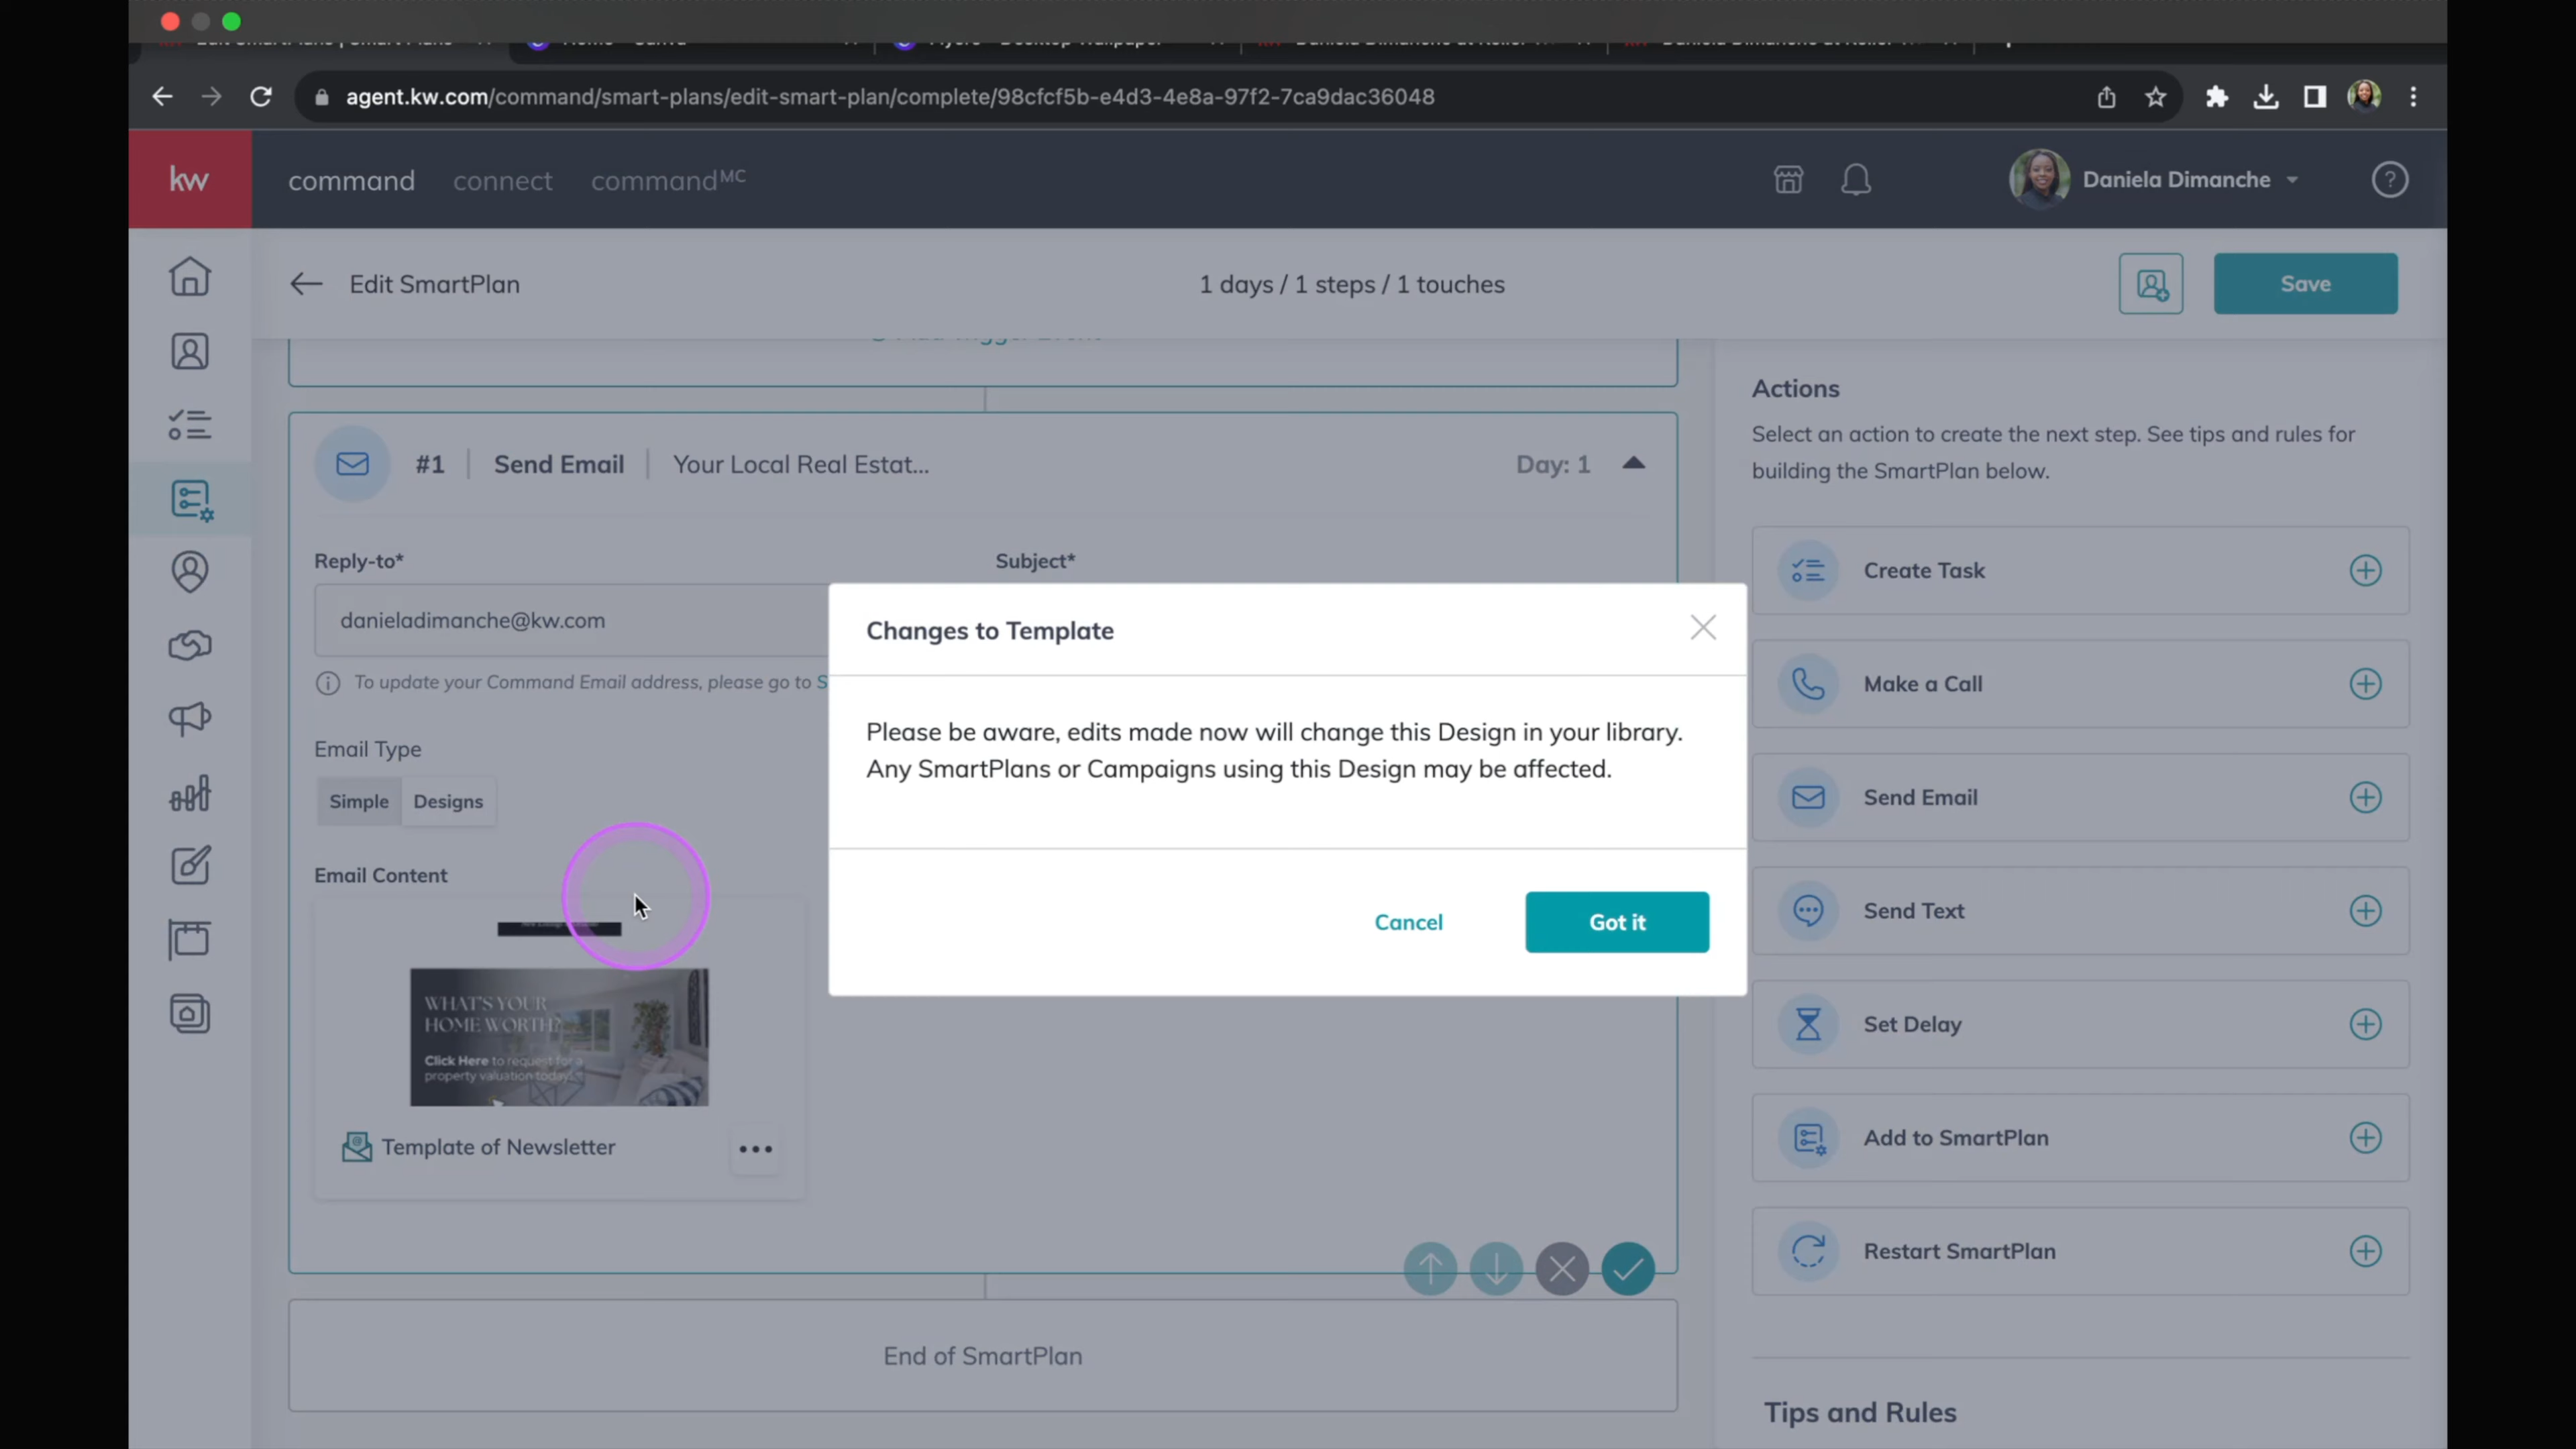 agent.kw.com/command/smart-plans/edit-smart-plan/complete/98cfcf5b-e4d3-4e8a-97f2-7ca9dac36048
kw
command
connect
commandMC
Daniela Dimanche
?
Edit SmartPlan
1 days / 1 steps / 1 touches
Save
#1
Send Email
Your Local Real Estat...
Day: 1
Reply-to*
Subject*
danieladimanche@kw.com
To update your Command Email address, please go to S
Email Type
Simple
Designs
Email Content
WHAT'S YOUR
HOME WORTH?
Click Here to request for a
property valuation today
Template of Newsletter
Changes to Template
Please be aware, edits made now will change this Design in your library.
Any SmartPlans or Campaigns using this Design may be affected.
Cancel
Got it
End of SmartPlan
Actions
Select an action to create the next step. See tips and rules for
building the SmartPlan below.
Create Task
Make a Call
Send Email
Send Text
Set Delay
Add to SmartPlan
Restart SmartPlan
Tips and Rules